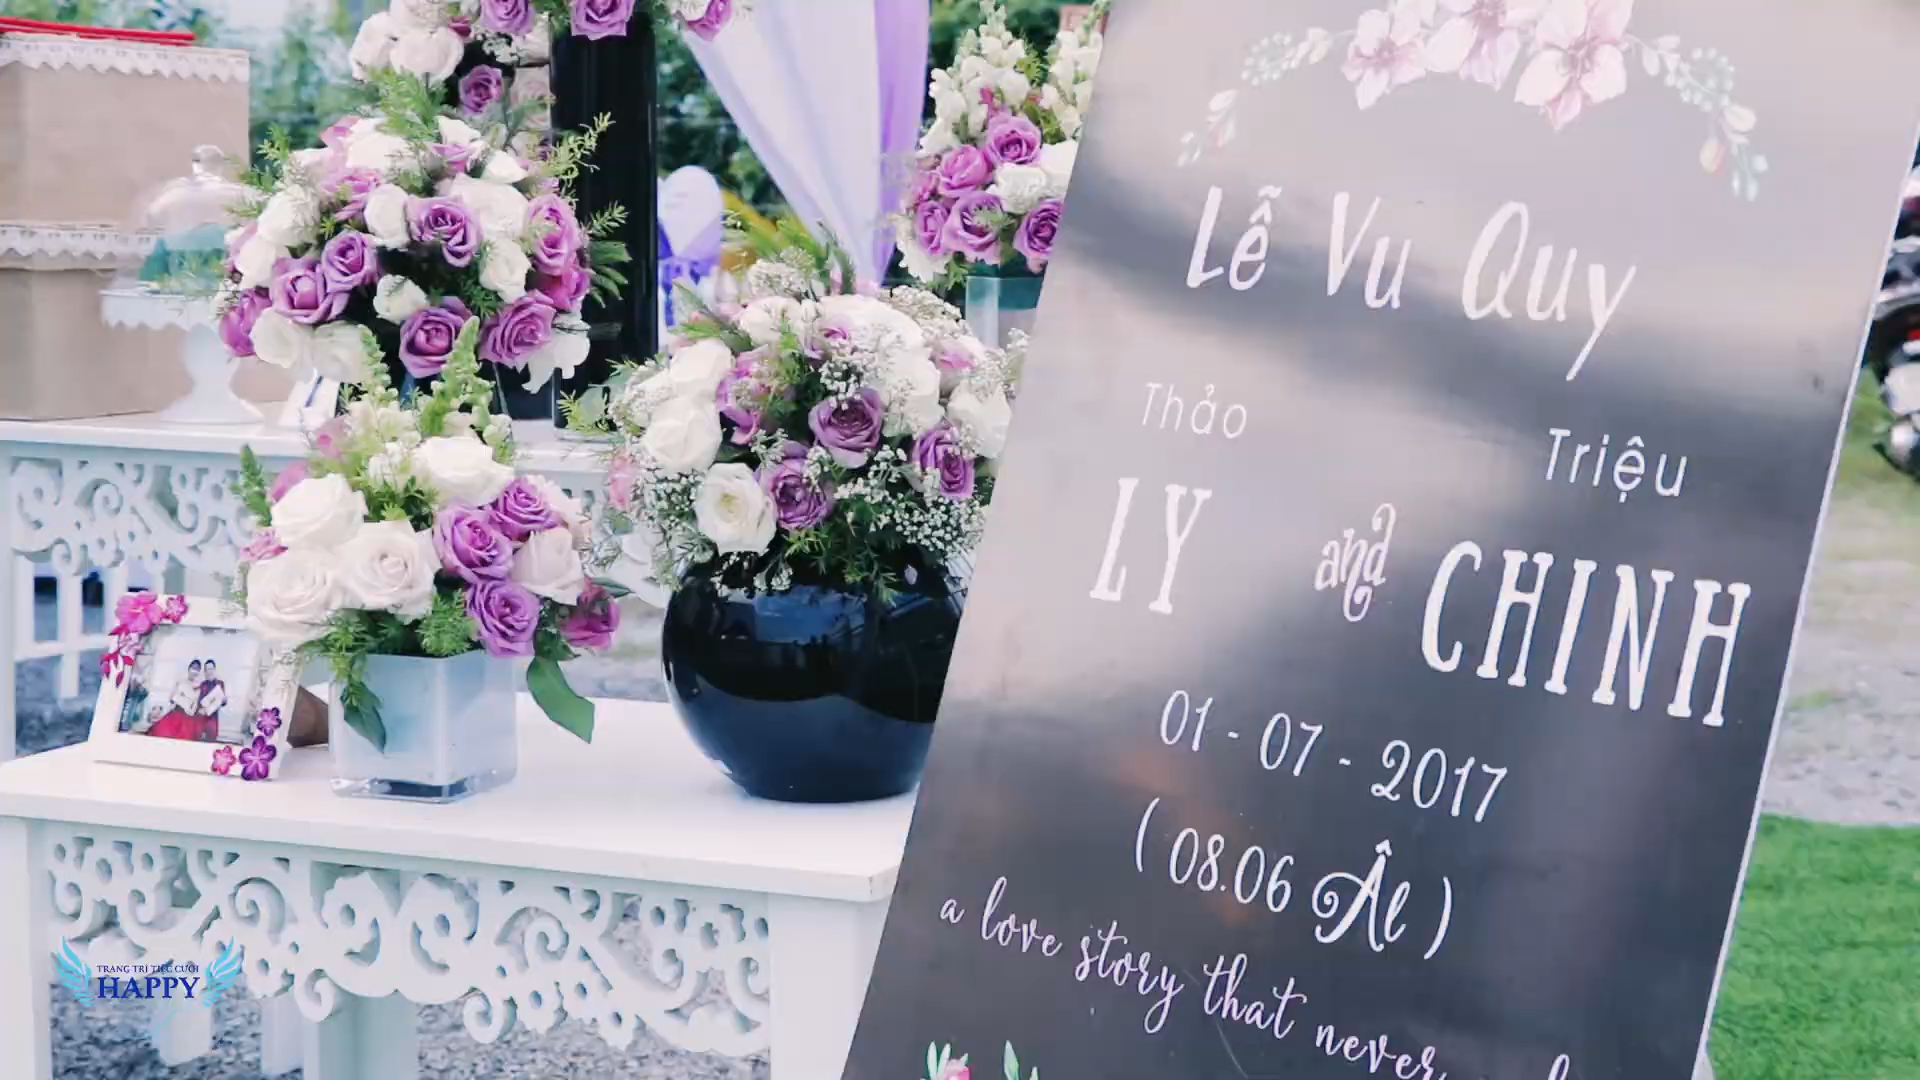 Lễ Vu Quy
Thảo
Triệu
LY and CHINH
01 - 07 - 2017
( 08.06 Âl )
a love story that never
TRANG TRÍ TIỆC CƯỚI
HAPPY